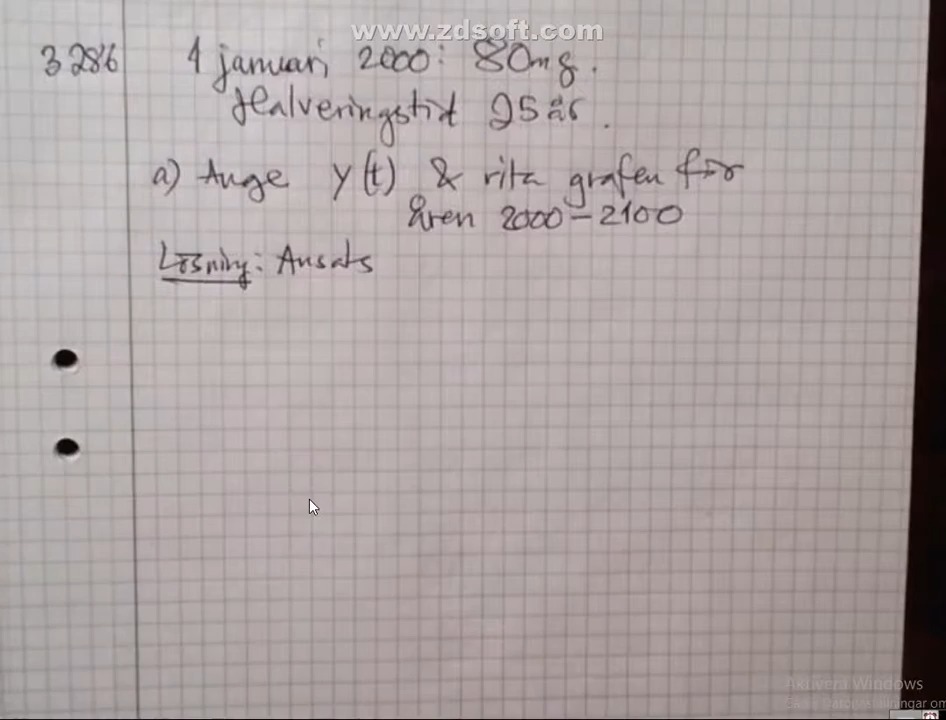 www.zdsoft.com
3286 1 januari 2000: 80mg.
Halveringstid 25 år.
a) Ange y(t) & rita grafen för
åren 2000-2100
Lösning: Ansats
Aktivera Windows